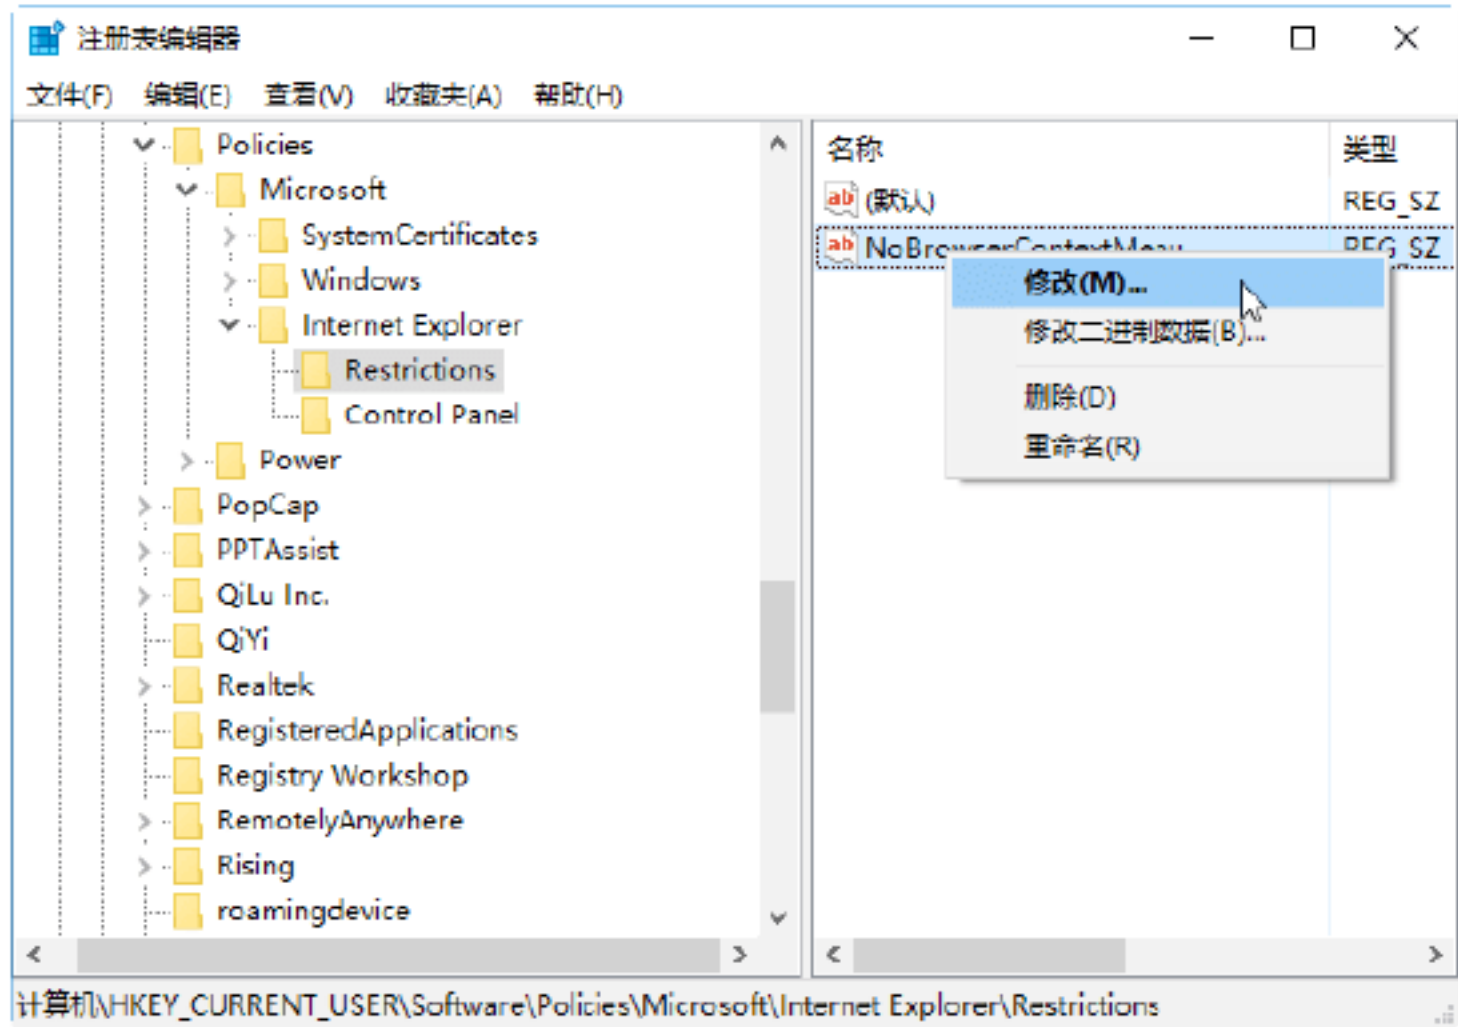 注册表编辑器
文件(F) 编辑(E) 查看(V) 收藏夹(A) 帮助(H)
Policies
Microsoft
SystemCertificates
Windows
Internet Explorer
Restrictions
Control Panel
Power
PopCap
PPTAssist
QiLu Inc.
QiYi
Realtek
RegisteredApplications
Registry Workshop
RemotelyAnywhere
Rising
roamingdevice
名称 类型
(默认) REG_SZ
NoBrowserContextMenu REG_SZ
修改(M)...
修改二进制数据(B)...
删除(D)
重命名(R)
计算机\HKEY_CURRENT_USER\Software\Policies\Microsoft\Internet Explorer\Restrictions